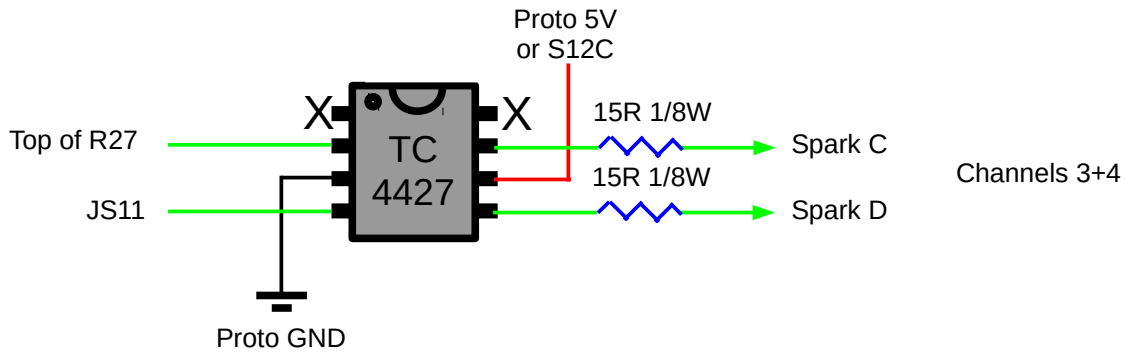 Proto 5V
or S12C
X
X
15R 1/8W
Top of R27
TC
4427
Spark C
15R 1/8W
Channels 3+4
JS11
Spark D
Proto GND